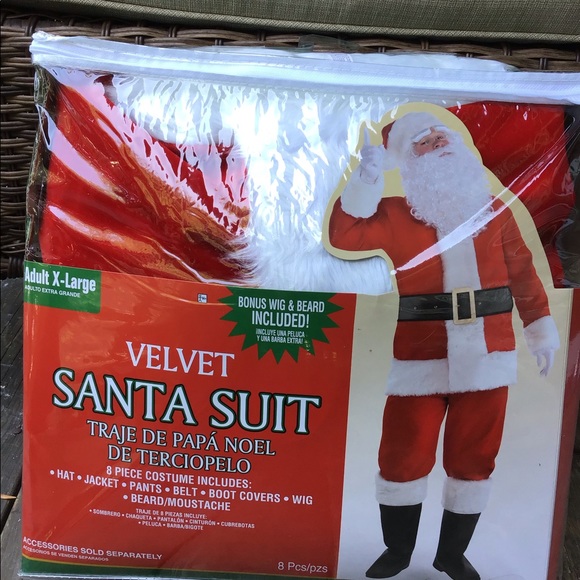 Adult X-Large
ADULTO EXTRA GRANDE
BONUS WIG & BEARD
INCLUDED!
¡INCLUYE UNA PELUCA
Y UNA BARBA EXTRA!
VELVET
SANTA SUIT
TRAJE DE PAPÁ NOEL
DE TERCIOPELO
8 PIECE COSTUME INCLUDES:
• HAT • JACKET • PANTS • BELT • BOOT COVERS • WIG
• BEARD/MOUSTACHE
TRAJE DE 8 PIEZAS INCLUYE:
• SOMBRERO • CHAQUETA • PANTALÓN • CINTURÓN • CUBREBOTAS
• PELUCA • BARBA/BIGOTE
ACCESSORIES SOLD SEPARATELY
ACCESORIOS SE VENDEN SEPARADOS
8 Pcs/pzs